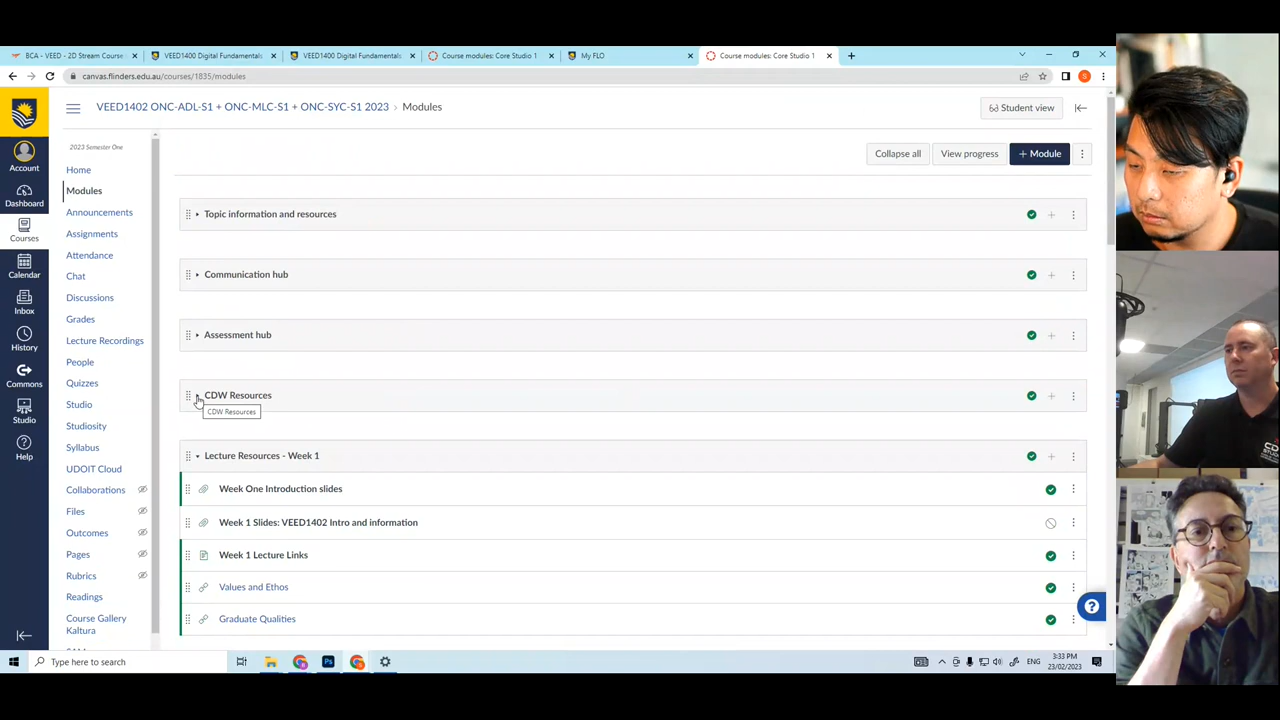 BCA - VEED - 2D Stream Course
VEED1400 Digital Fundamentals
VEED1400 Digital Fundamentals
Course modules: Core Studio 1
My FLO
Course modules: Core Studio 1
canvas.flinders.edu.au/courses/1835/modules
S
VEED1402 ONC-ADL-S1 + ONC-MLC-S1 + ONC-SYC-S1 2023 › Modules
Student view
Account
Dashboard
Courses
Calendar
Inbox
History
Commons
Studio
Help
2023 Semester One
Home
Modules
Announcements
Assignments
Attendance
Chat
Discussions
Grades
Lecture Recordings
People
Quizzes
Studio
Studiosity
Syllabus
UDOIT Cloud
Collaborations
Files
Outcomes
Pages
Rubrics
Readings
Course Gallery
Kaltura
Collapse all
View progress
+ Module
Topic information and resources
Communication hub
Assessment hub
CDW Resources
CDW Resources
Lecture Resources - Week 1
Week One Introduction slides
Week 1 Slides: VEED1402 Intro and information
Week 1 Lecture Links
Values and Ethos
Graduate Qualities
Type here to search
Ps
ENG
3:33 PM
23/02/2023